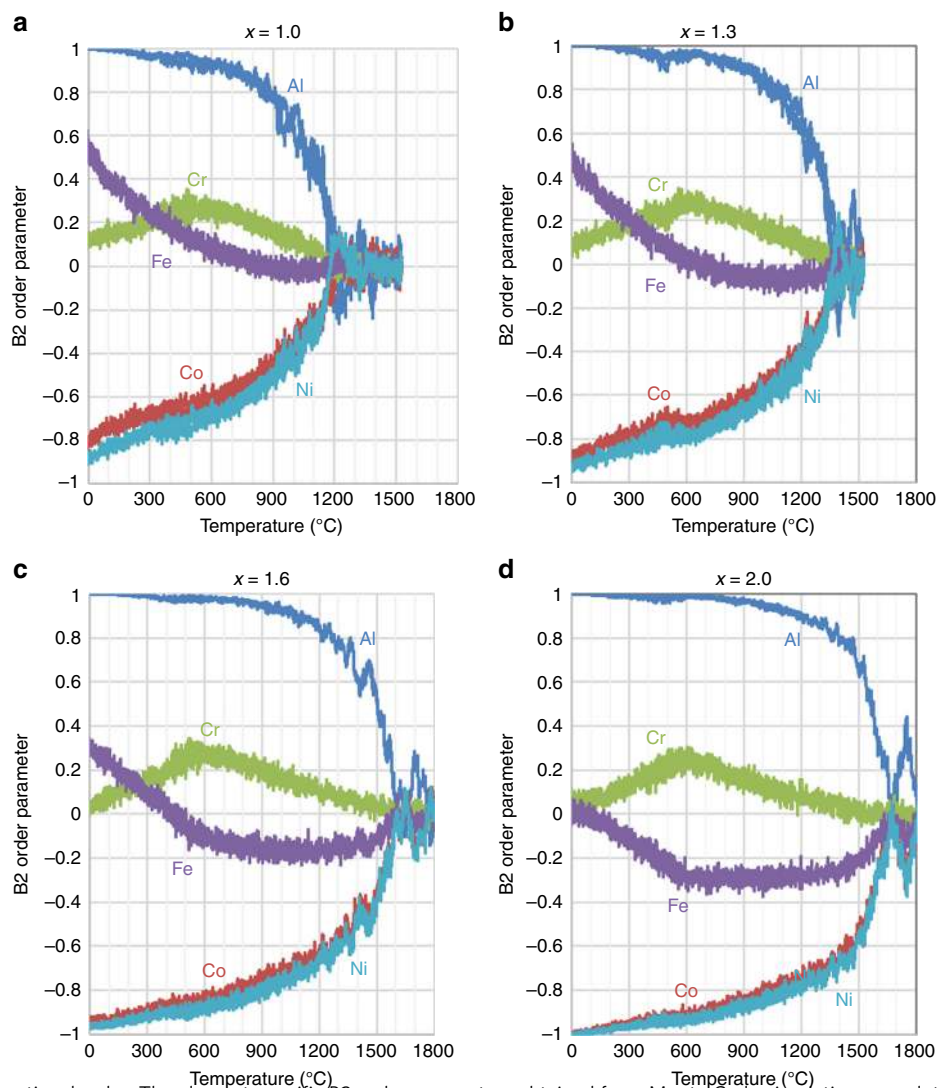 a
x = 1.0
B2 order parameter
1
0.8
0.6
0.4
0.2
0
–0.2
–0.4
–0.6
–0.8
–1
Al
Cr
Fe
Co
Ni
0 300 600 900 1200 1500 1800
Temperature (°C)
b
x = 1.3
B2 order parameter
1
0.8
0.6
0.4
0.2
0
–0.2
–0.4
–0.6
–0.8
–1
Al
Cr
Fe
Co
Ni
0 300 600 900 1200 1500 1800
Temperature (°C)
c
x = 1.6
B2 order parameter
1
0.8
0.6
0.4
0.2
0
–0.2
–0.4
–0.6
–0.8
–1
Al
Cr
Fe
Co
Ni
0 300 600 900 1200 1500 1800
Temperature (°C)
d
x = 2.0
B2 order parameter
1
0.8
0.6
0.4
0.2
0
–0.2
–0.4
–0.6
–0.8
–1
Al
Cr
Fe
Co
Ni
0 300 600 900 1200 1500 1800
Temperature (°C)